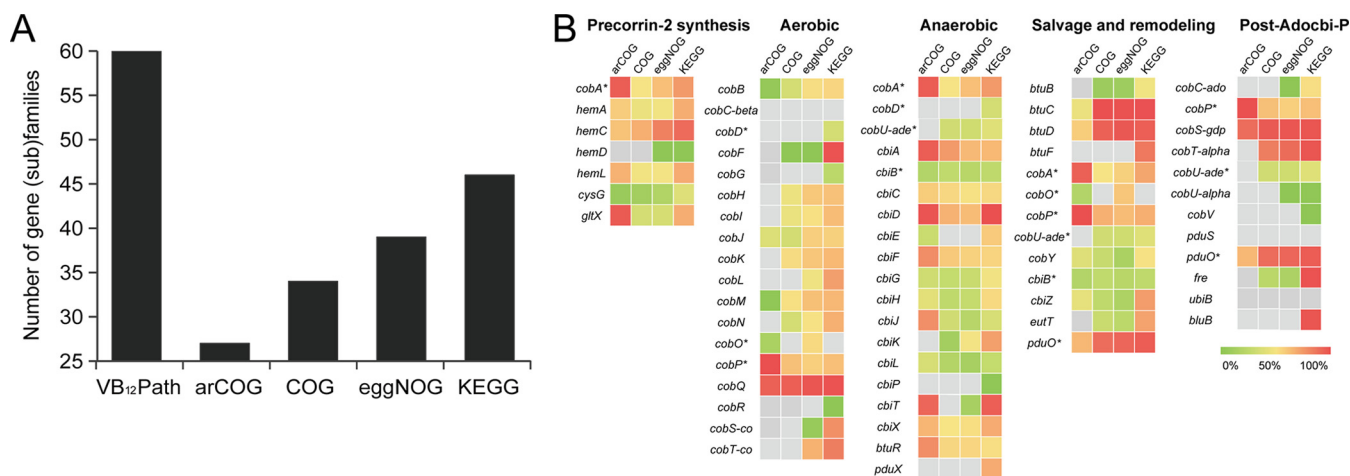 A
Number of gene (sub)families
60
55
50
45
40
35
30
25
VB₁₂Path
arCOG
COG
eggNOG
KEGG
B
Precorrin-2 synthesis
arCOG
COG
eggNOG
KEGG
cobA*
hemA
hemC
hemD
hemL
cysG
gltX
Aerobic
arCOG
COG
eggNOG
KEGG
cobB
cobC-beta
cobD*
cobF
cobG
cobH
cobI
cobJ
cobK
cobL
cobM
cobN
cobO*
cobP*
cobQ
cobR
cobS-co
cobT-co
Anaerobic
arCOG
COG
eggNOG
KEGG
cobA*
cobD*
cobU-ade*
cbiA
cbiB*
cbiC
cbiD
cbiE
cbiF
cbiG
cbiH
cbiJ
cbiK
cbiL
cbiP
cbiT
cbiX
btuR
pduX
Salvage and remodeling
arCOG
COG
eggNOG
KEGG
btuB
btuC
btuD
btuF
cobA*
cobO*
cobP*
cobU-ade*
cobY
cbiB*
cbiZ
eutT
pduO*
Post-Adocbi-P
arCOG
COG
eggNOG
KEGG
cobC-ado
cobP*
cobS-gdp
cobT-alpha
cobU-ade*
cobU-alpha
cobV
pduS
pduO*
fre
ubiB
bluB
0% 50% 100%